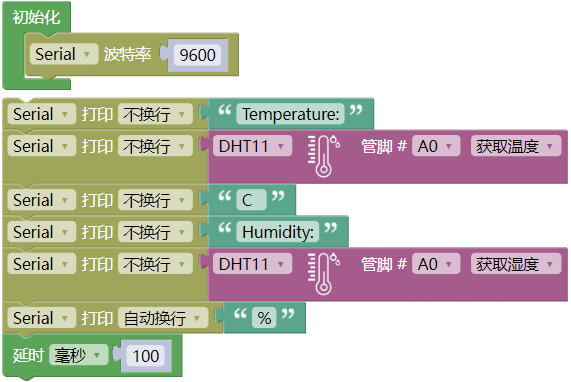 初始化
Serial 波特率 9600
Serial 打印 不换行 “ Temperature: ”
Serial 打印 不换行 DHT11 管脚 # A0 获取温度
Serial 打印 不换行 “ C ”
Serial 打印 不换行 “ Humidity: ”
Serial 打印 不换行 DHT11 管脚 # A0 获取湿度
Serial 打印 自动换行 “ % ”
延时 毫秒 100